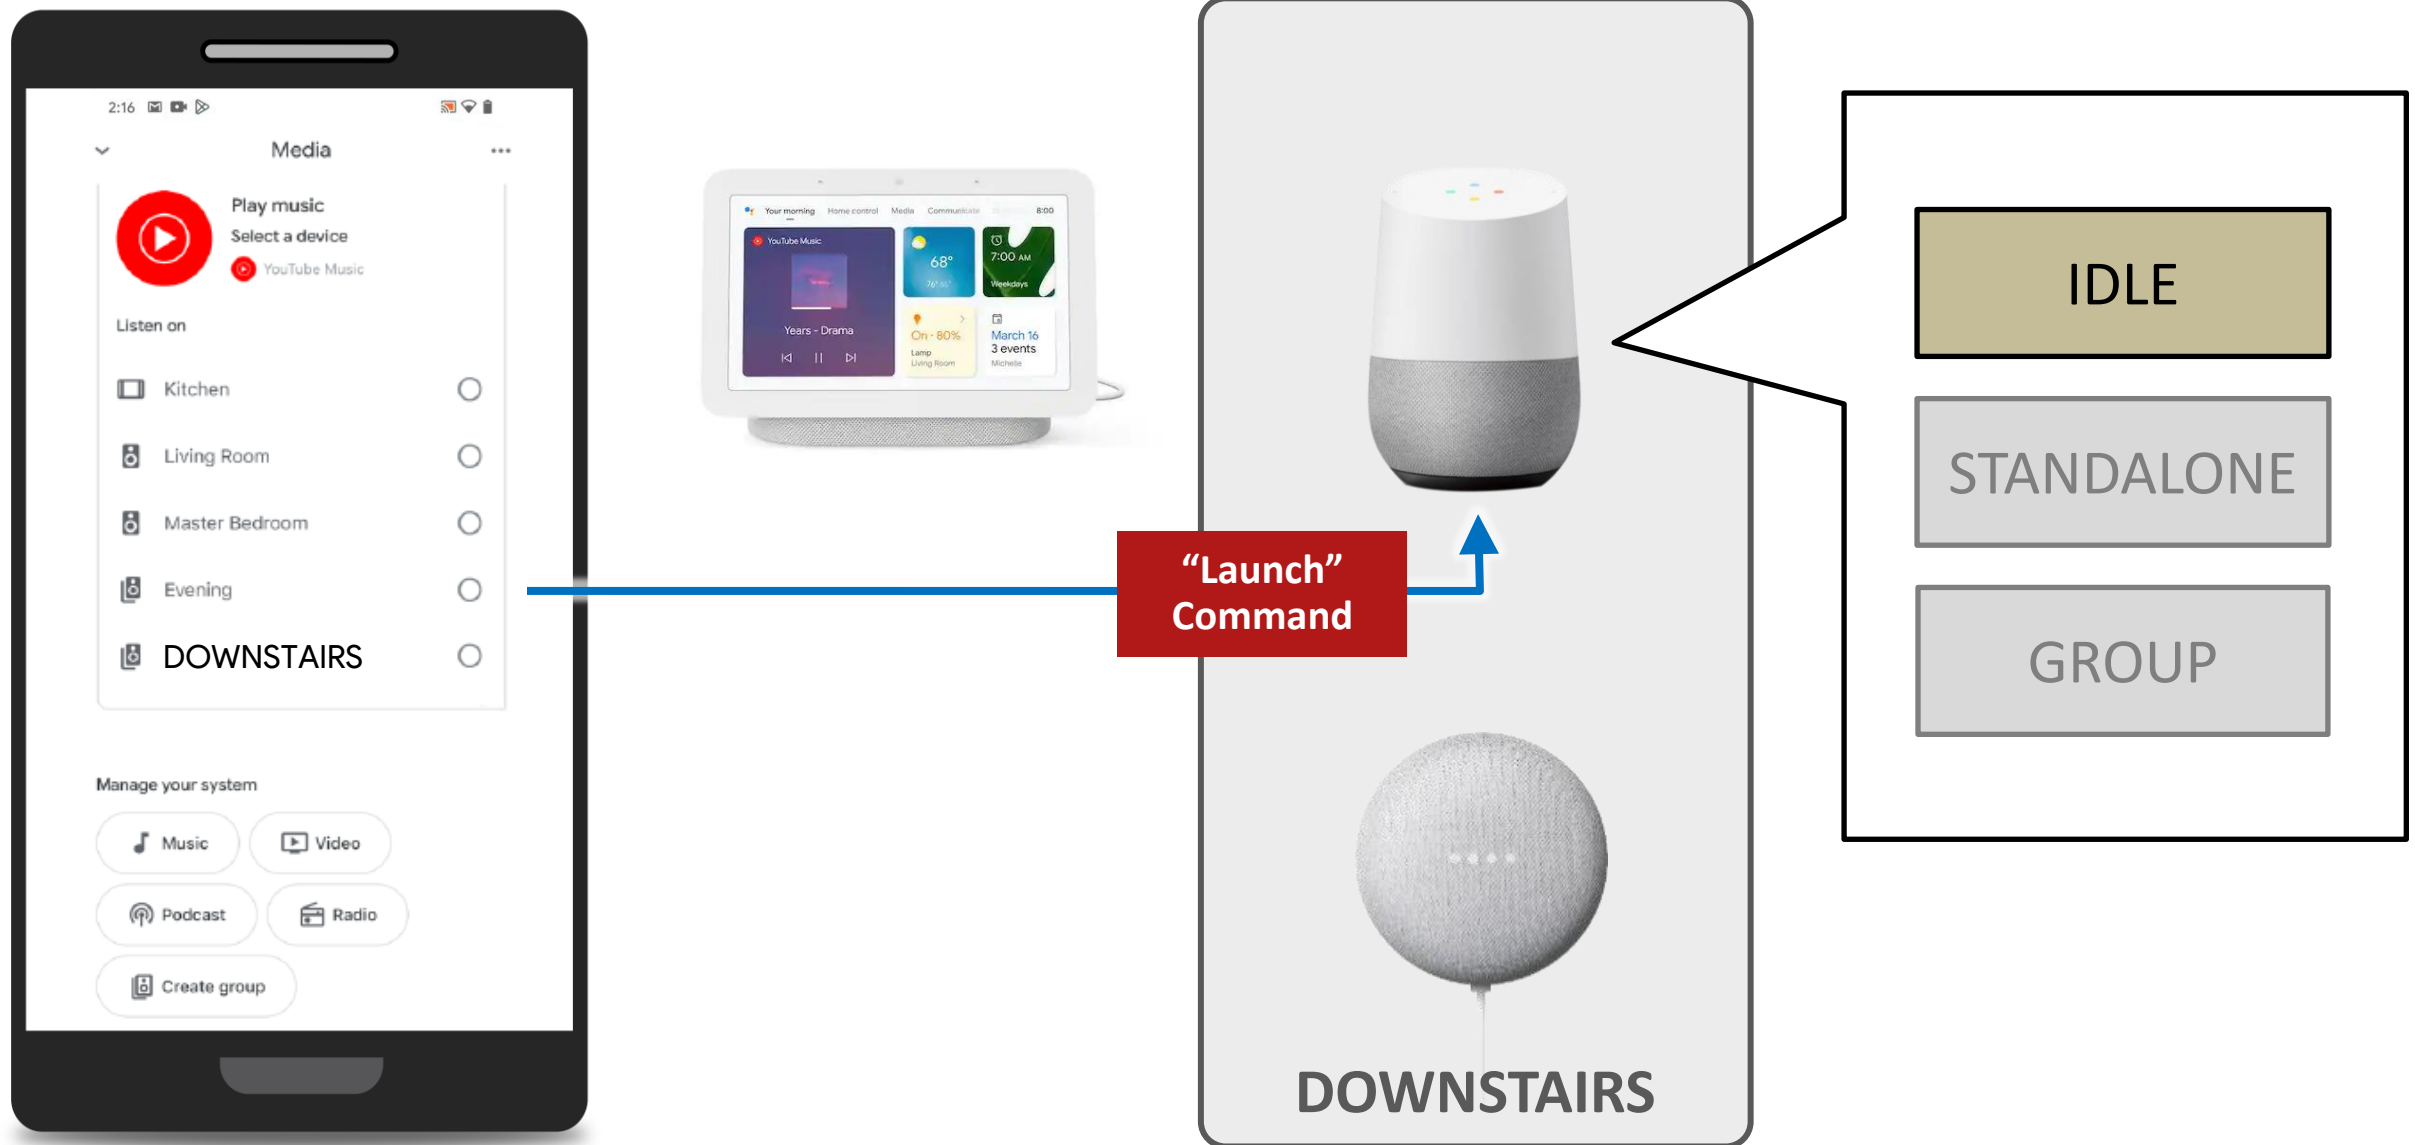 2:16
Media
Play music
Select a device
YouTube Music
Listen on
Kitchen
Living Room
Master Bedroom
Evening
DOWNSTAIRS
Manage your system
Music
Video
Podcast
Radio
Create group
Your morning Home control Media Communicate
8:00
YouTube Music
Years - Drama
68°
7:00 AM
Weekdays
On · 80%
Lamp
Living Room
March 16
3 events
Michelle
“Launch”
Command
DOWNSTAIRS
IDLE
STANDALONE
GROUP